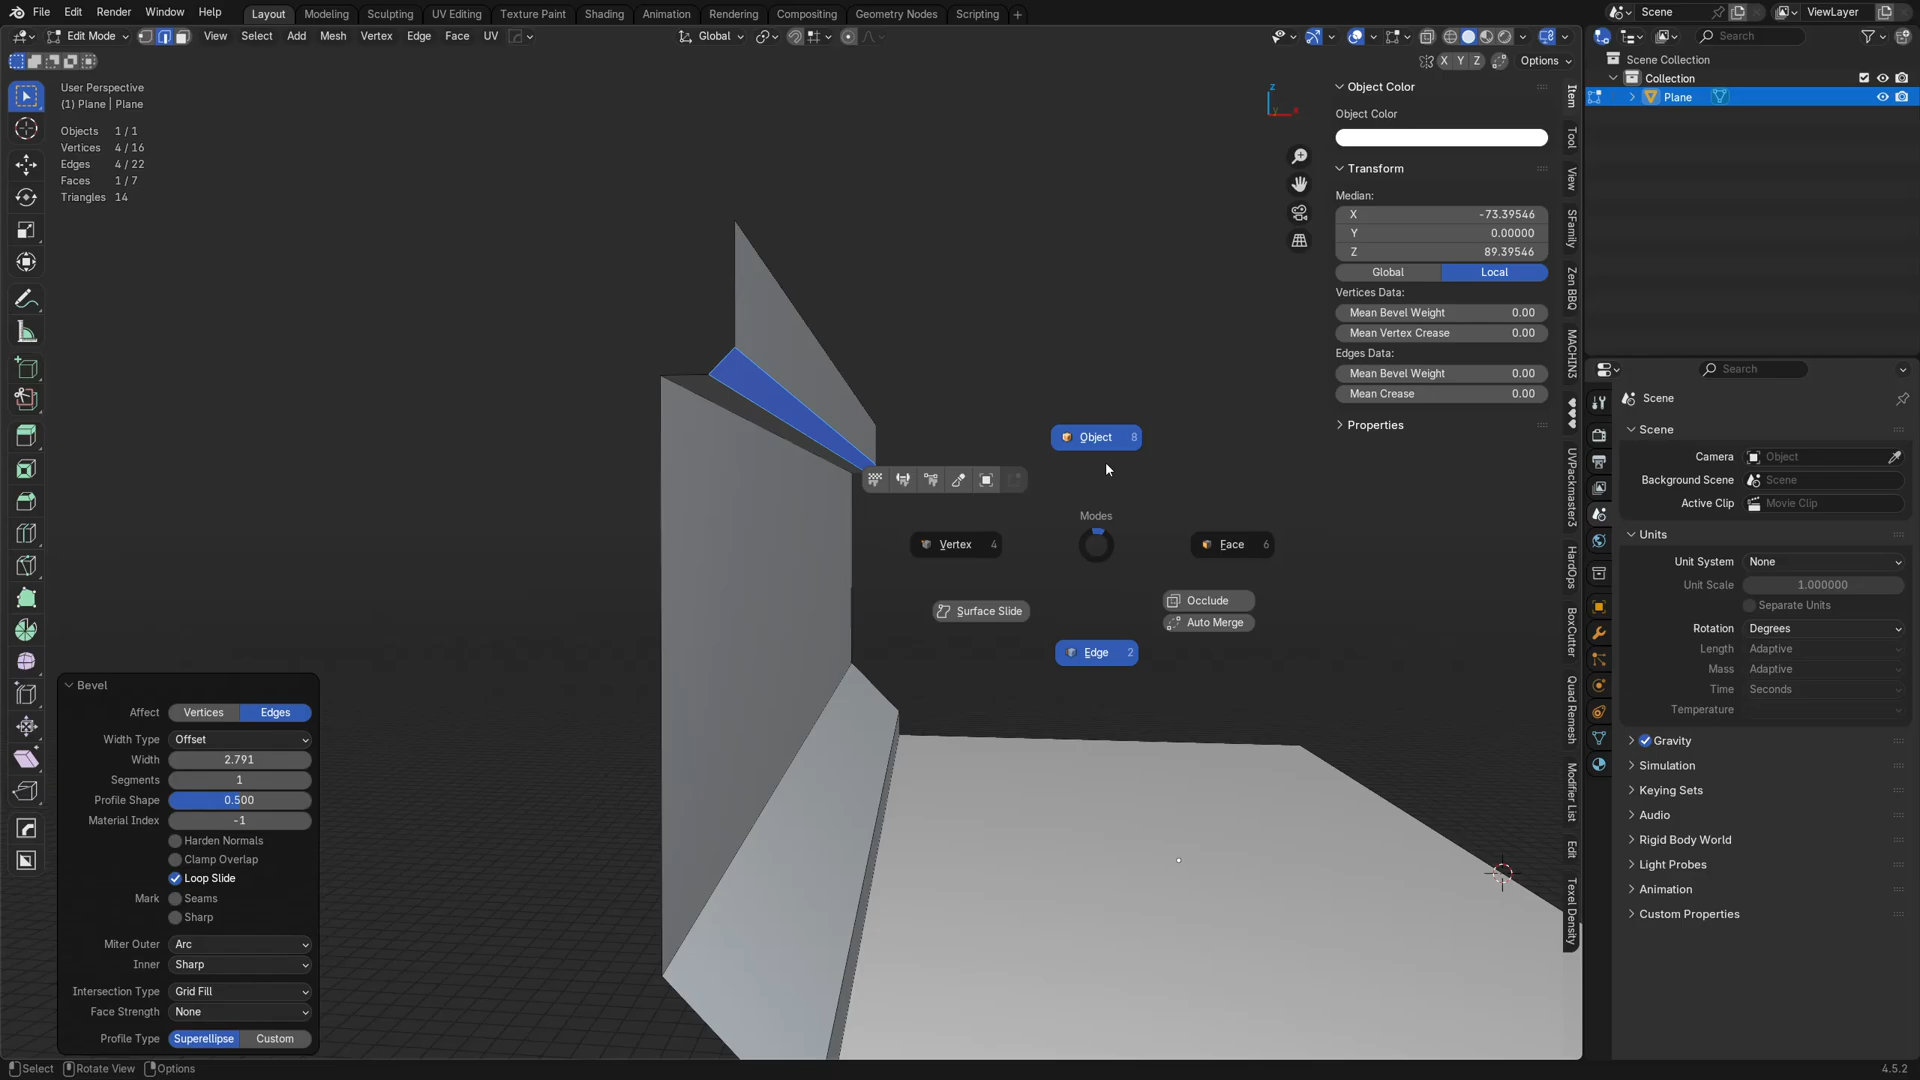 File Edit Render Window Help Layout Modeling Sculpting UV Editing Texture Paint Shading Animation Rendering Compositing Geometry Nodes Scripting + Scene ViewLayer
Edit Mode View Select Add Mesh Vertex Edge Face UV Global Search
X Y Z Options
User Perspective
(1) Plane | Plane
Objects 1 / 1
Vertices 4 / 16
Edges 4 / 22
Faces 1 / 7
Triangles 14
Z
Y
X
Object Color
Object Color
Transform
Median:
X -73.39546
Y 0.00000
Z 89.39546
Global Local
Vertices Data:
Mean Bevel Weight 0.00
Mean Vertex Crease 0.00
Edges Data:
Mean Bevel Weight 0.00
Mean Crease 0.00
Properties
Item
Tool
View
SFamily
Zen BBQ
MACHIN3
UVPackmaster3
HardOps
BoxCutter
Quad Remesh
Modifier List
Edit
Texel Density
Object 8
Modes
Vertex 4
Face 6
Surface Slide
Occlude
Auto Merge
Edge 2
Bevel
Affect Vertices Edges
Width Type Offset
Width 2.791
Segments 1
Profile Shape 0.500
Material Index -1
Harden Normals
Clamp Overlap
Loop Slide
Mark Seams
Sharp
Miter Outer Arc
Inner Sharp
Intersection Type Grid Fill
Face Strength None
Profile Type Superellipse Custom
Scene Collection
Collection
Plane
Search
Scene
Scene
Camera Object
Background Scene Scene
Active Clip Movie Clip
Units
Unit System None
Unit Scale 1.000000
Separate Units
Rotation Degrees
Length Adaptive
Mass Adaptive
Time Seconds
Temperature
Gravity
Simulation
Keying Sets
Audio
Rigid Body World
Light Probes
Animation
Custom Properties
Select Rotate View Options 4.5.2